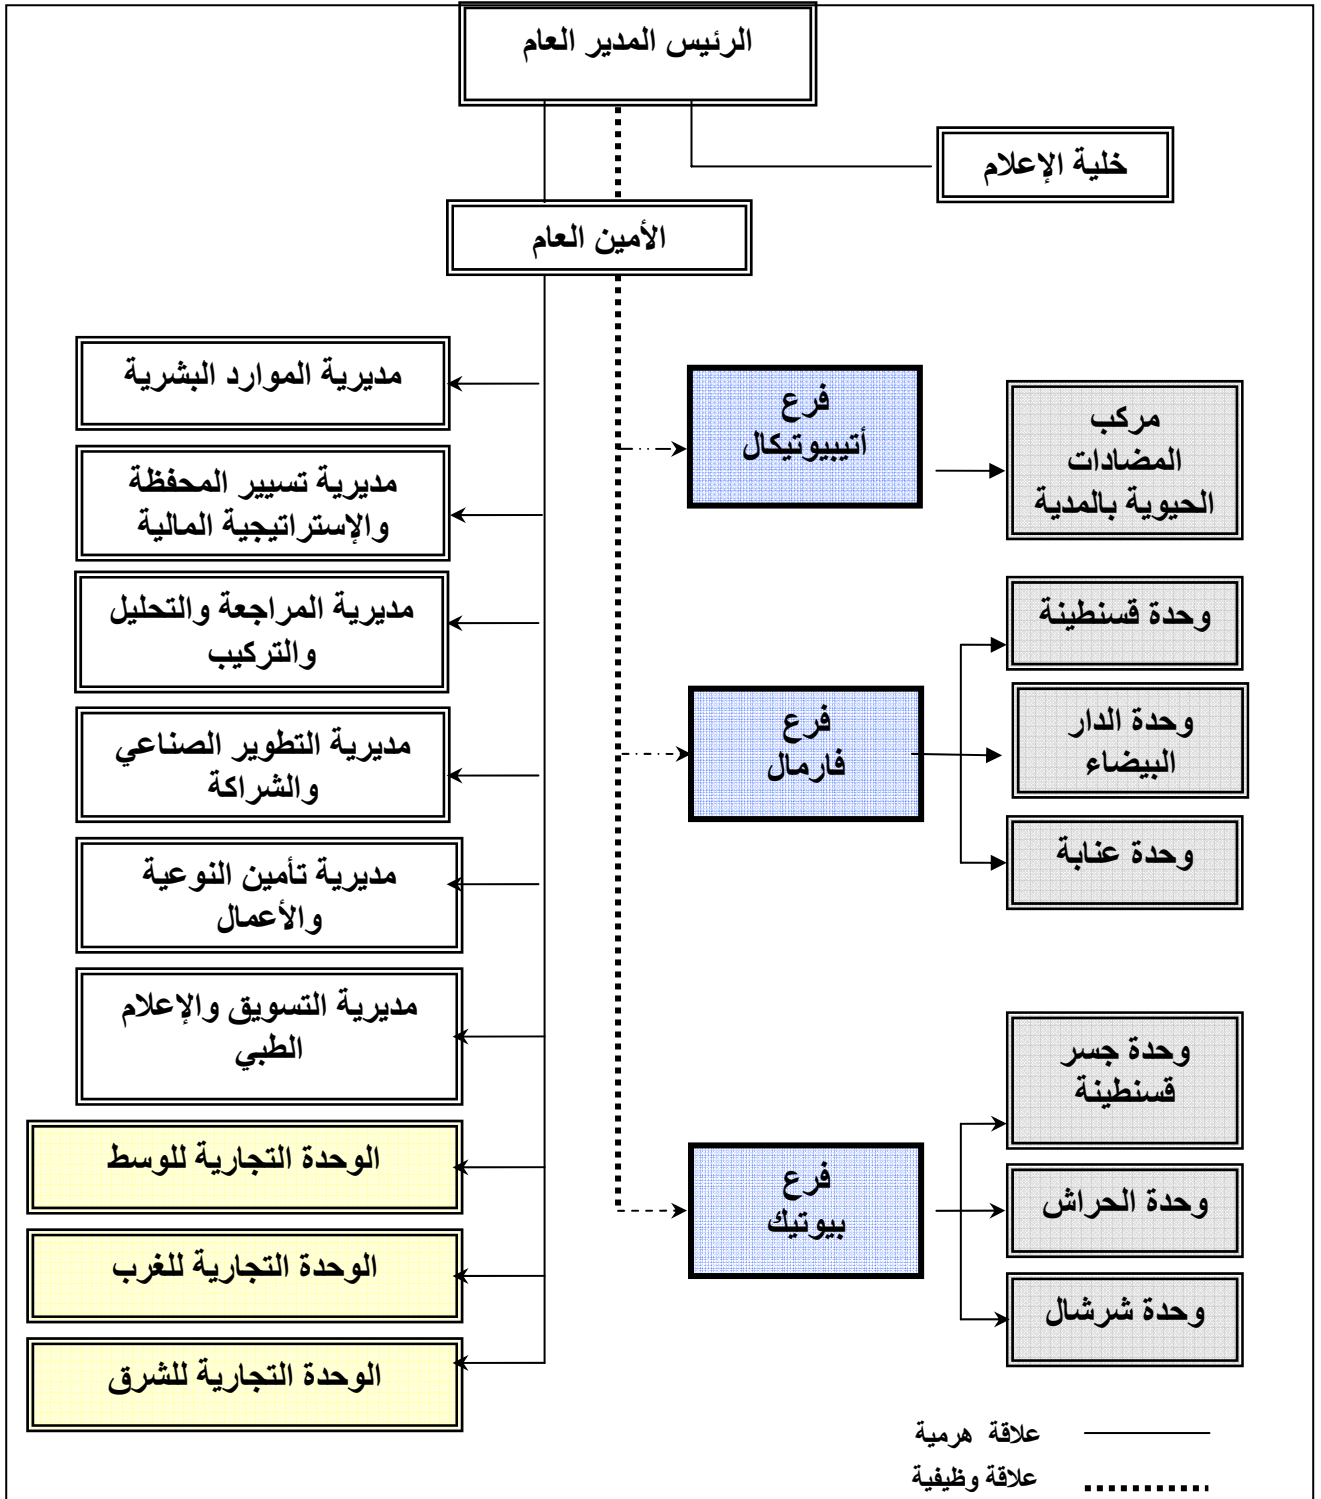 الرئيس المدير العام
خلية الإعلام
الأمين العام
مديرية الموارد البشرية
مديرية تسيير المحفظة
والإستراتيجية المالية
مديرية المراجعة والتحليل
والتركيب
مديرية التطوير الصناعي
والشراكة
مديرية تأمين النوعية
والأعمال
مديرية التسويق والإعلام
الطبي
الوحدة التجارية للوسط
الوحدة التجارية للغرب
الوحدة التجارية للشرق
فرع
أتيبيوتيكال
مركب
المضادات
الحيوية بالمدية
فرع
فارمال
وحدة قسنطينة
وحدة الدار
البيضاء
وحدة عنابة
فرع
بيوتيك
وحدة جسر
قسنطينة
وحدة الحراش
وحدة شرشال
علاقة هرمية
علاقة وظيفية